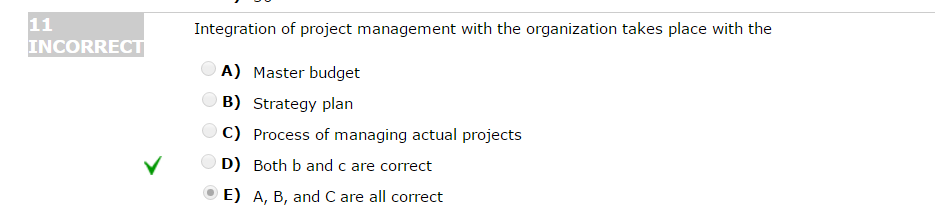 11
INCORRECT
Integration of project management with the organization takes place with the
A) Master budget
B) Strategy plan
C) Process of managing actual projects
D) Both b and c are correct
E) A, B, and C are all correct